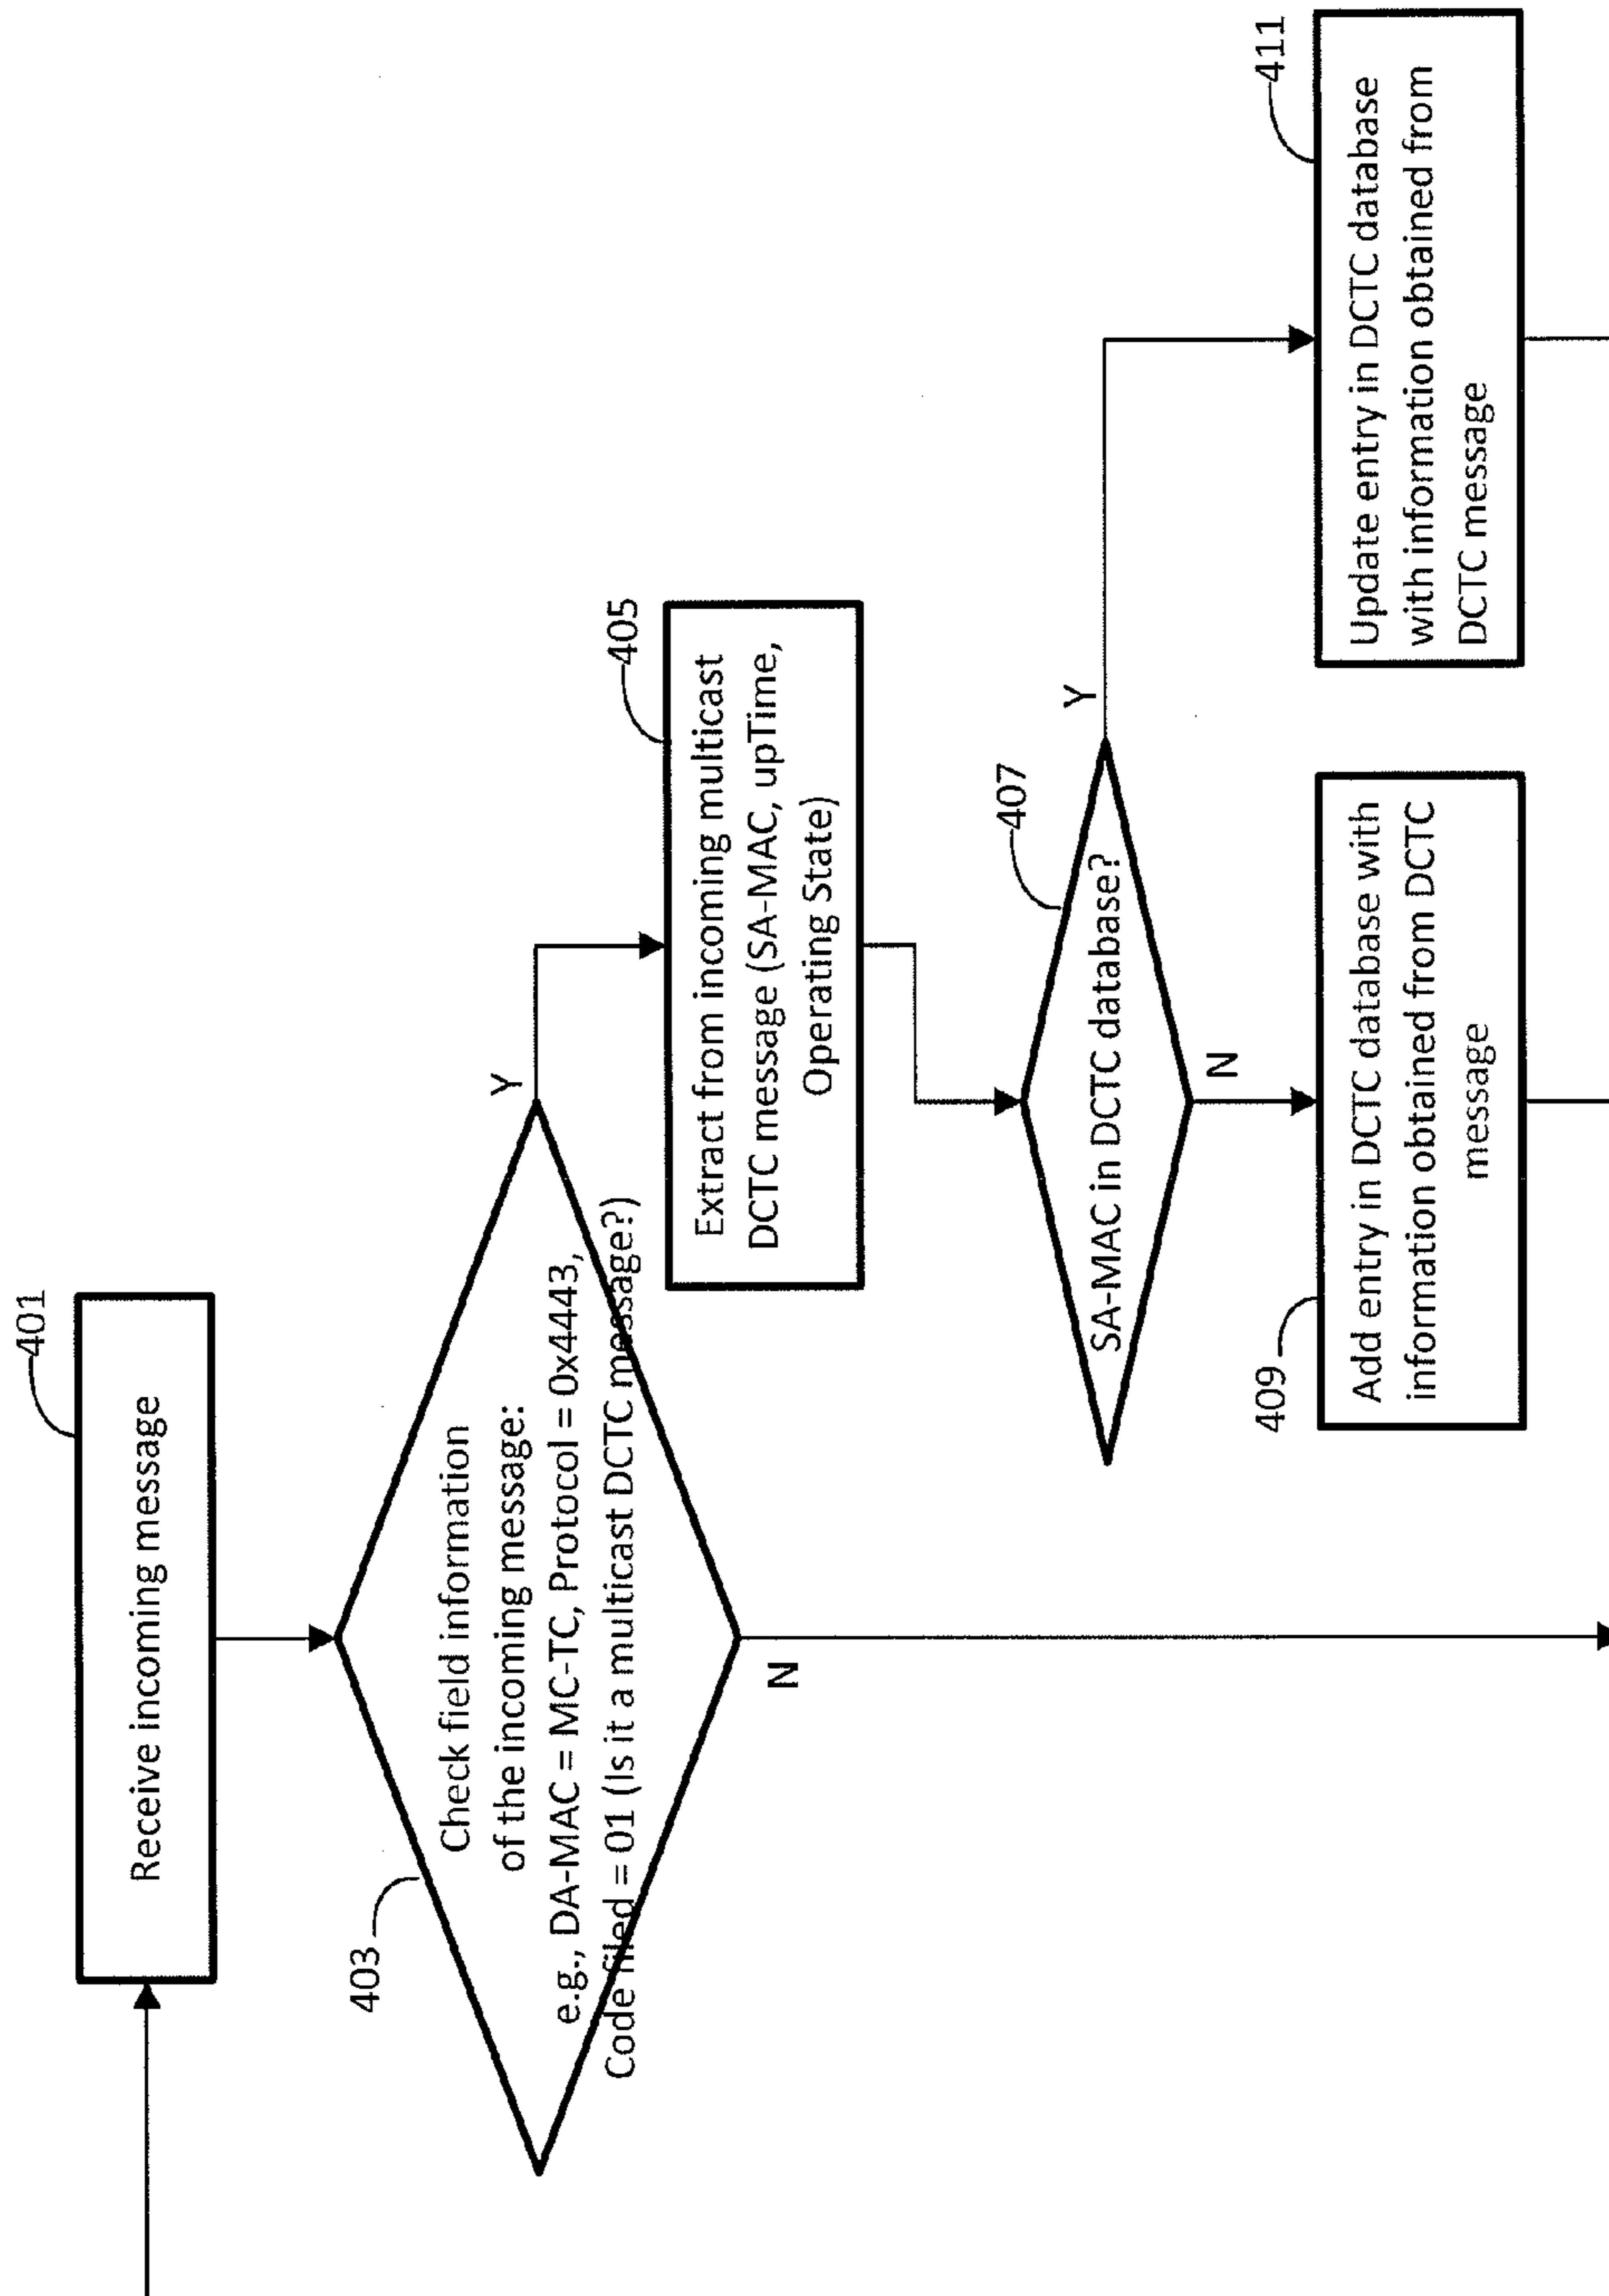 401
Receive incoming message
403
Check field information
of the incoming message:
e.g., DA-MAC = MC-TC, Protocol = 0x4443,
Code filed = 01 (Is it a multicast DCTC message?)
Y
N
405
Extract from incoming multicast
DCTC message (SA-MAC, upTime,
Operating State)
407
SA-MAC in DCTC database?
Y
N
409
Add entry in DCTC database with
information obtained from DCTC
message
411
Update entry in DCTC database
with information obtained from
DCTC message